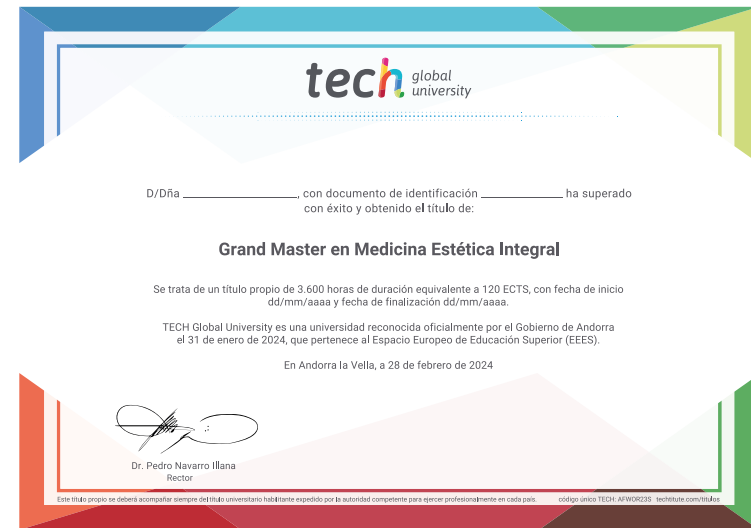 tech global university
D/Dña ____________________, con documento de identificación ______________ ha superado
con éxito y obtenido el título de:
Grand Master en Medicina Estética Integral
Se trata de un título propio de 3.600 horas de duración equivalente a 120 ECTS, con fecha de inicio
dd/mm/aaaa y fecha de finalización dd/mm/aaaa.
TECH Global University es una universidad reconocida oficialmente por el Gobierno de Andorra
el 31 de enero de 2024, que pertenece al Espacio Europeo de Educación Superior (EEES).
En Andorra la Vella, a 28 de febrero de 2024
Dr. Pedro Navarro Illana
Rector
Este título propio se deberá acompañar siempre del título universitario habilitante expedido por la autoridad competente para ejercer profesionalmente en cada país. código único TECH: AFWOR23S techtitute.com/titulos